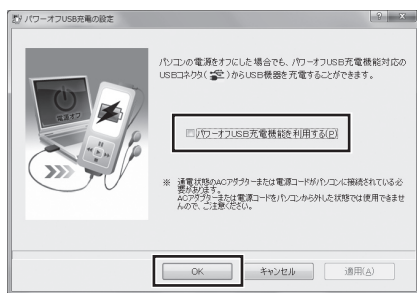 パワーオフUSB充電の設定
パソコンの電源をオフにした場合でも、パワーオフUSB充電機能対応の
USBコネクタ( )からUSB機器を充電することができます。
電源オフ
パワーオフUSB充電機能を利用する(P)
※ 通電状態のACアダプターまたは電源コードがパソコンに接続されている必
要があります。
ACアダプターまたは電源コードをパソコンから外した状態では使用できませ
んので、ご注意ください。
OK キャンセル 適用(A)